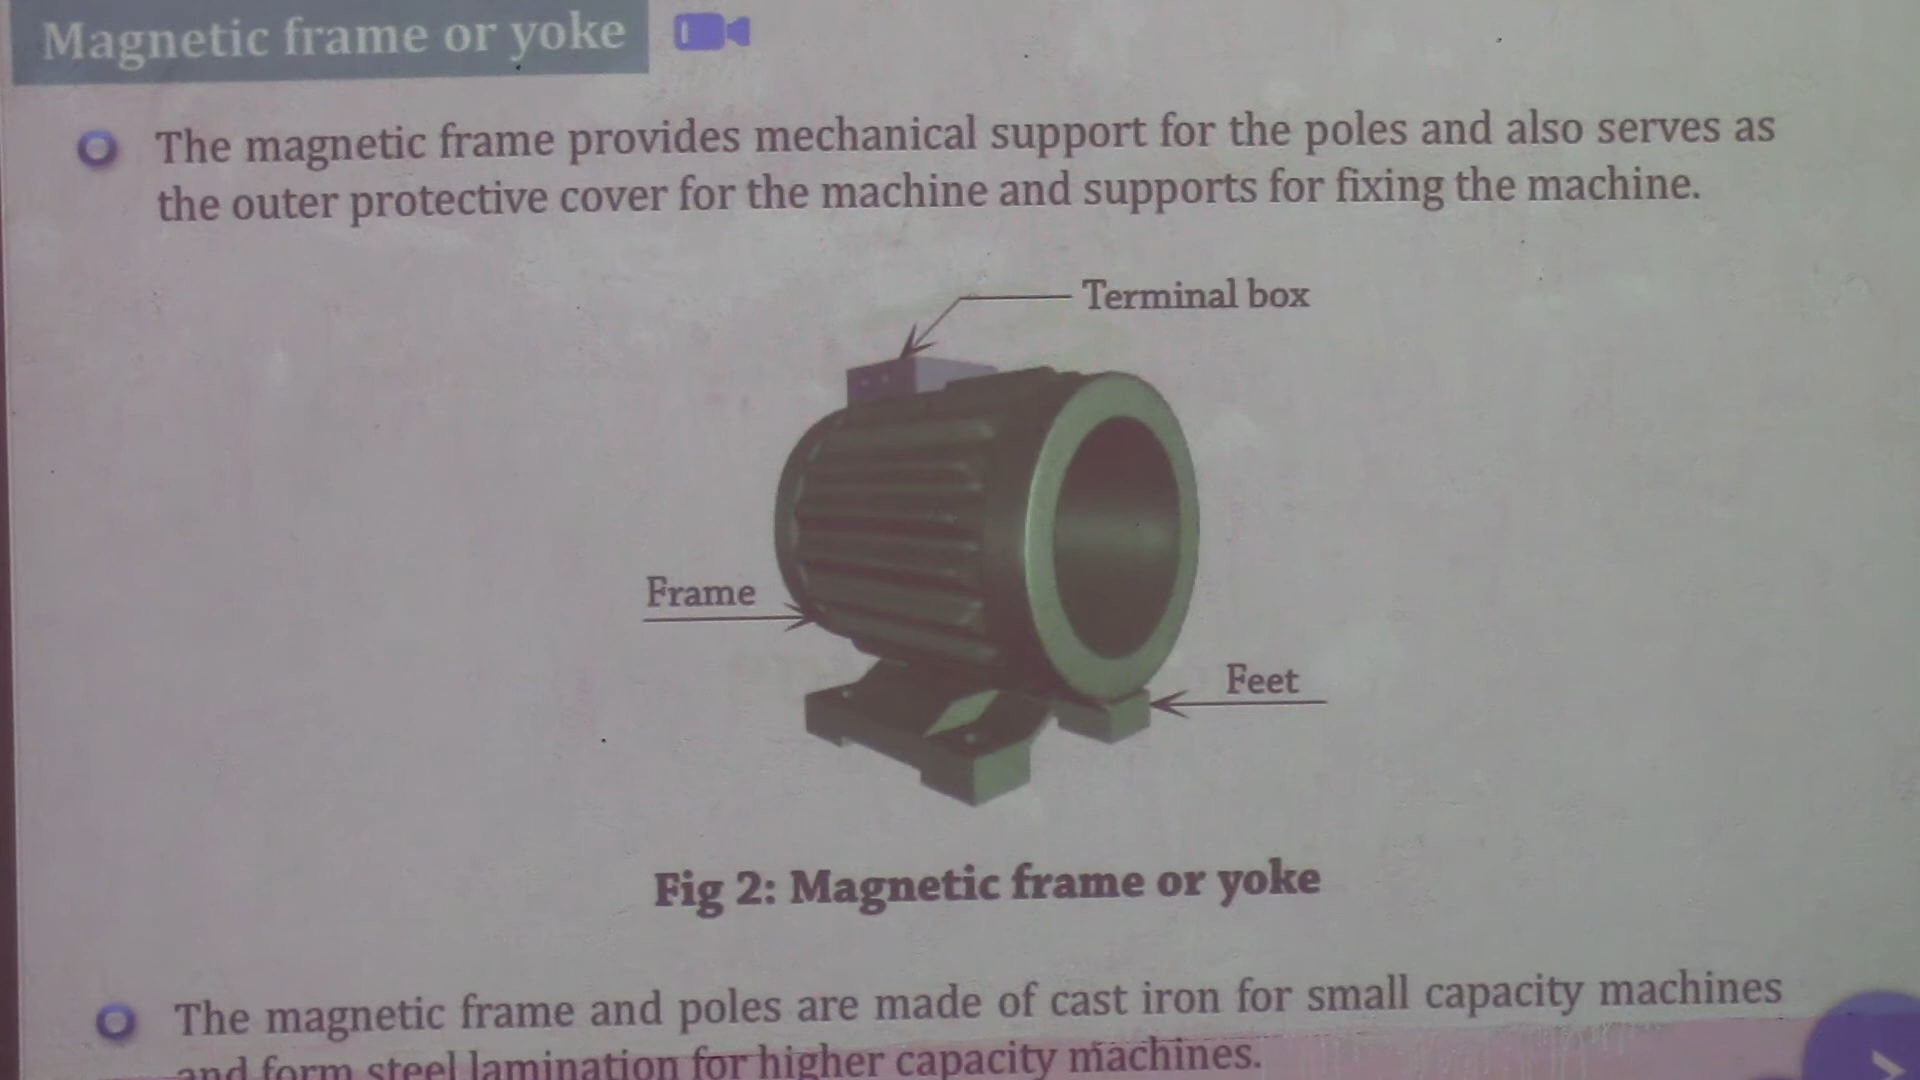 Magnetic frame or yoke
The magnetic frame provides mechanical support for the poles and also serves as
the outer protective cover for the machine and supports for fixing the machine.
Terminal box
Frame
Feet
Fig 2: Magnetic frame or yoke
The magnetic frame and poles are made of cast iron for small capacity machines
and form steel lamination for higher capacity machines.